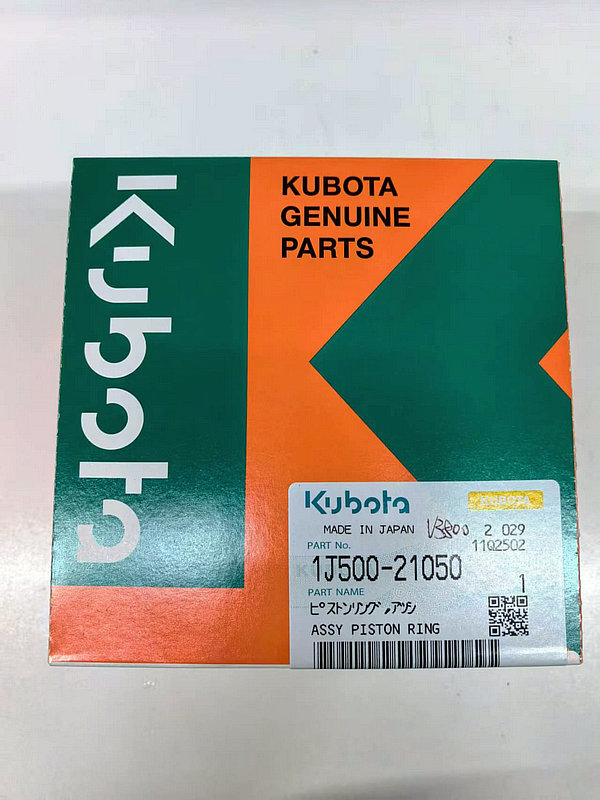 Kubota
KUBOTA
GENUINE
PARTS
Kubota
KUBOTA
MADE IN JAPAN V3800 2 029
PART No. 11Q2502
1J500-21050
PART NAME 1
ピストンリング,アッシ
ASSY PISTON RING